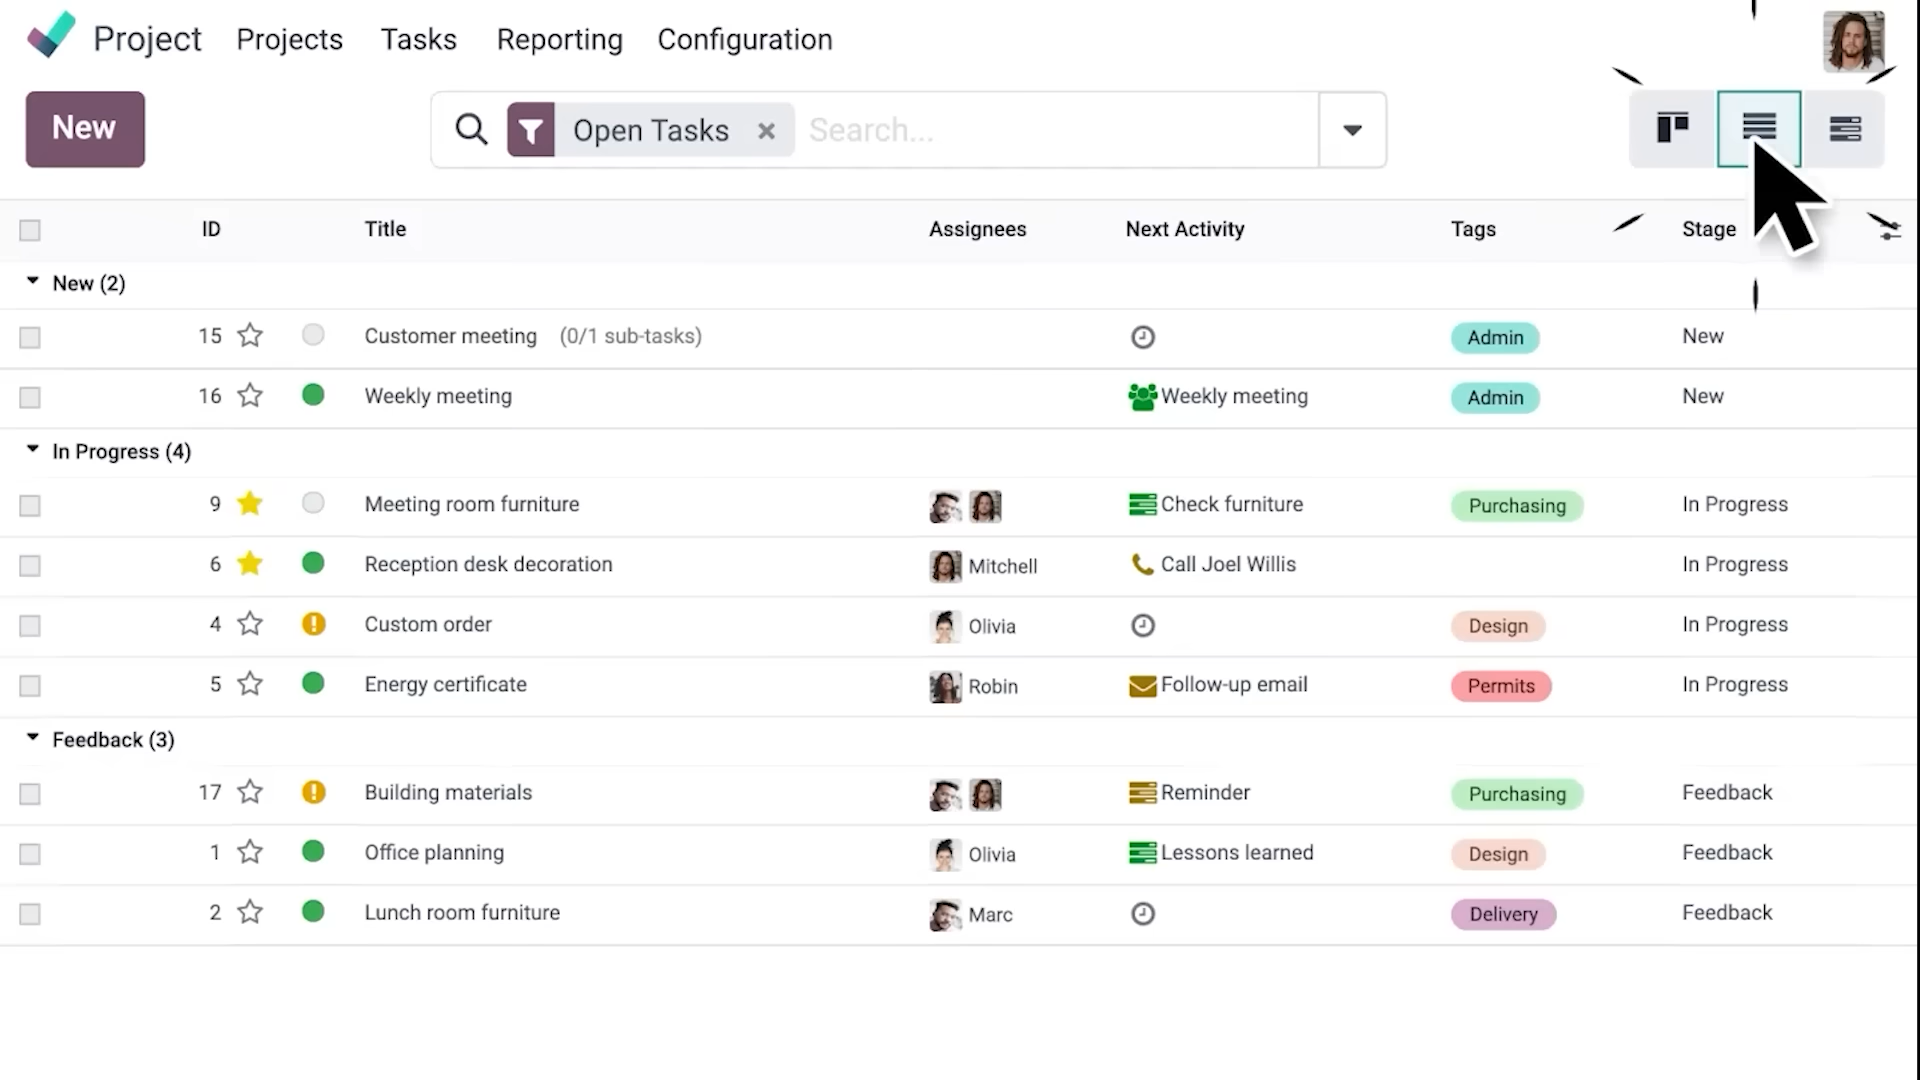 Project Projects Tasks Reporting Configuration
New Open Tasks Search...
ID Title Assignees Next Activity Tags Stage
New (2)
15 Customer meeting (0/1 sub-tasks) Admin New
16 Weekly meeting Weekly meeting Admin New
In Progress (4)
9 Meeting room furniture Check furniture Purchasing In Progress
6 Reception desk decoration Mitchell Call Joel Willis In Progress
4 Custom order Olivia Design In Progress
5 Energy certificate Robin Follow-up email Permits In Progress
Feedback (3)
17 Building materials Reminder Purchasing Feedback
1 Office planning Olivia Lessons learned Design Feedback
2 Lunch room furniture Marc Delivery Feedback